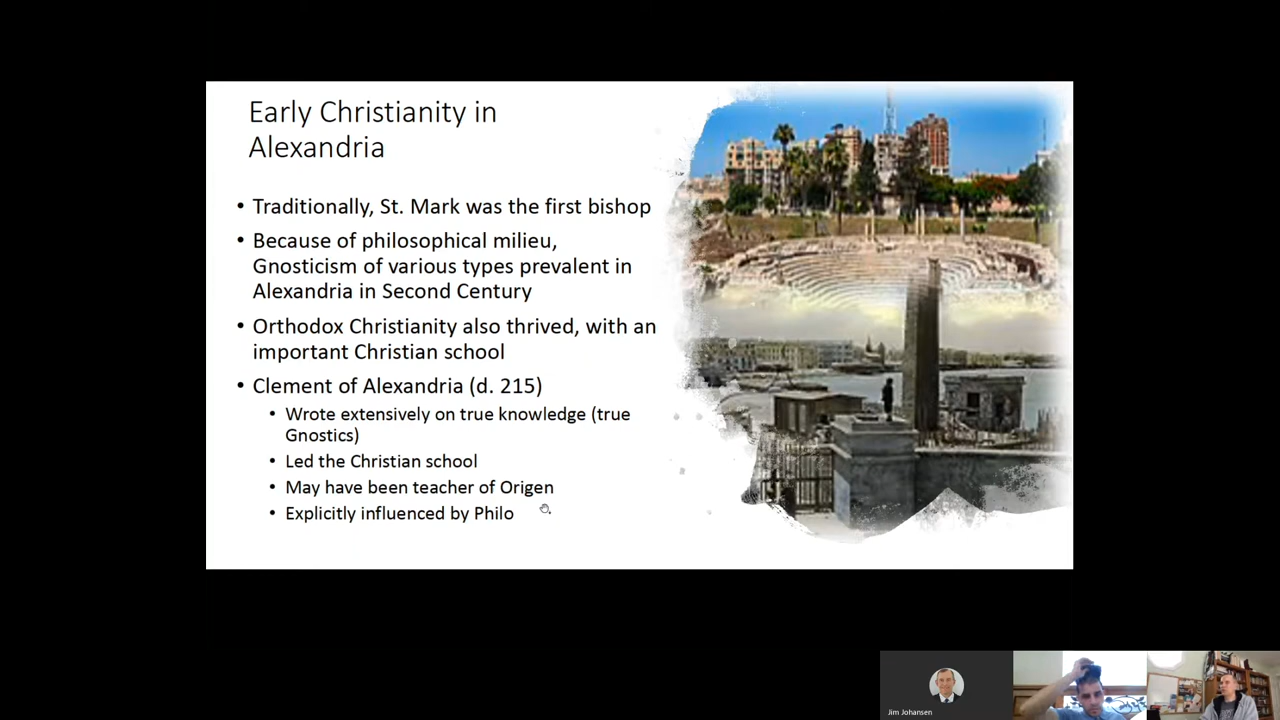 Early Christianity in
Alexandria
• Traditionally, St. Mark was the first bishop
• Because of philosophical milieu,
Gnosticism of various types prevalent in
Alexandria in Second Century
• Orthodox Christianity also thrived, with an
important Christian school
• Clement of Alexandria (d. 215)
• Wrote extensively on true knowledge (true
Gnostics)
• Led the Christian school
• May have been teacher of Origen
• Explicitly influenced by Philo
Jim Johansen